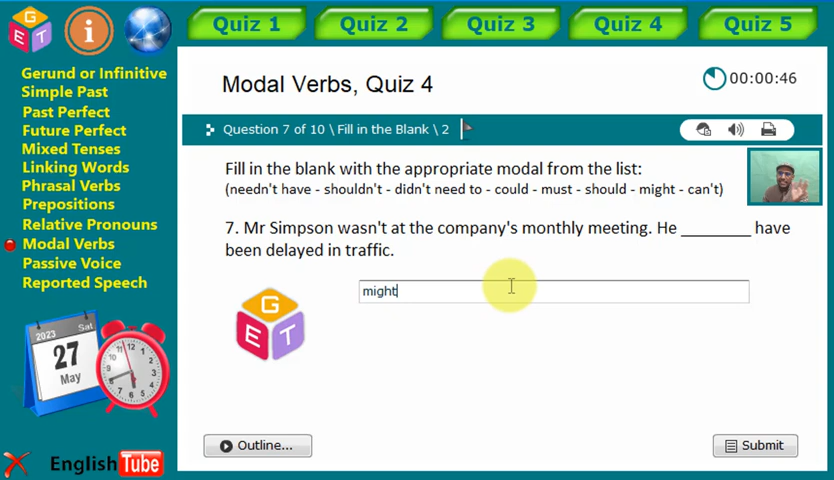 Quiz 1 Quiz 2 Quiz 3 Quiz 4 Quiz 5
G
E T
i
Gerund or Infinitive
Simple Past
Past Perfect
Future Perfect
Mixed Tenses
Linking Words
Phrasal Verbs
Prepositions
Relative Pronouns
Modal Verbs
Passive Voice
Reported Speech
2023 Sat
27
May
English Tube
Modal Verbs, Quiz 4
00:00:46
Question 7 of 10 \ Fill in the Blank \ 2
Fill in the blank with the appropriate modal from the list:
(needn't have - shouldn't - didn't need to - could - must - should - might - can't)
7. Mr Simpson wasn't at the company's monthly meeting. He ________ have
been delayed in traffic.
might
G
E T
Outline...
Submit